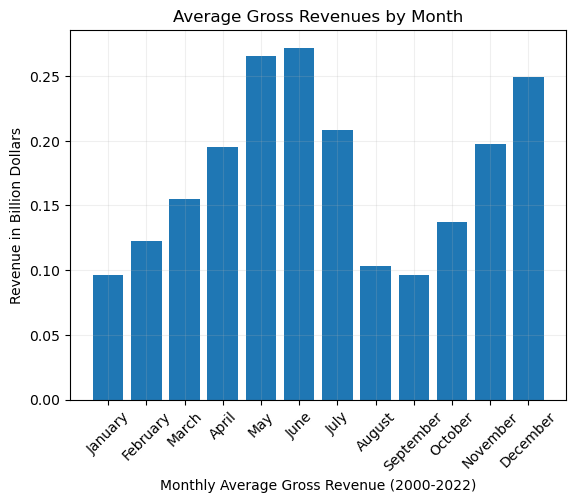 Average Gross Revenues by Month
Revenue in Billion Dollars
0.25
0.20
0.15
0.10
0.05
0.00
January
February
March
April
May
June
July
August
September
October
November
December
Monthly Average Gross Revenue (2000-2022)